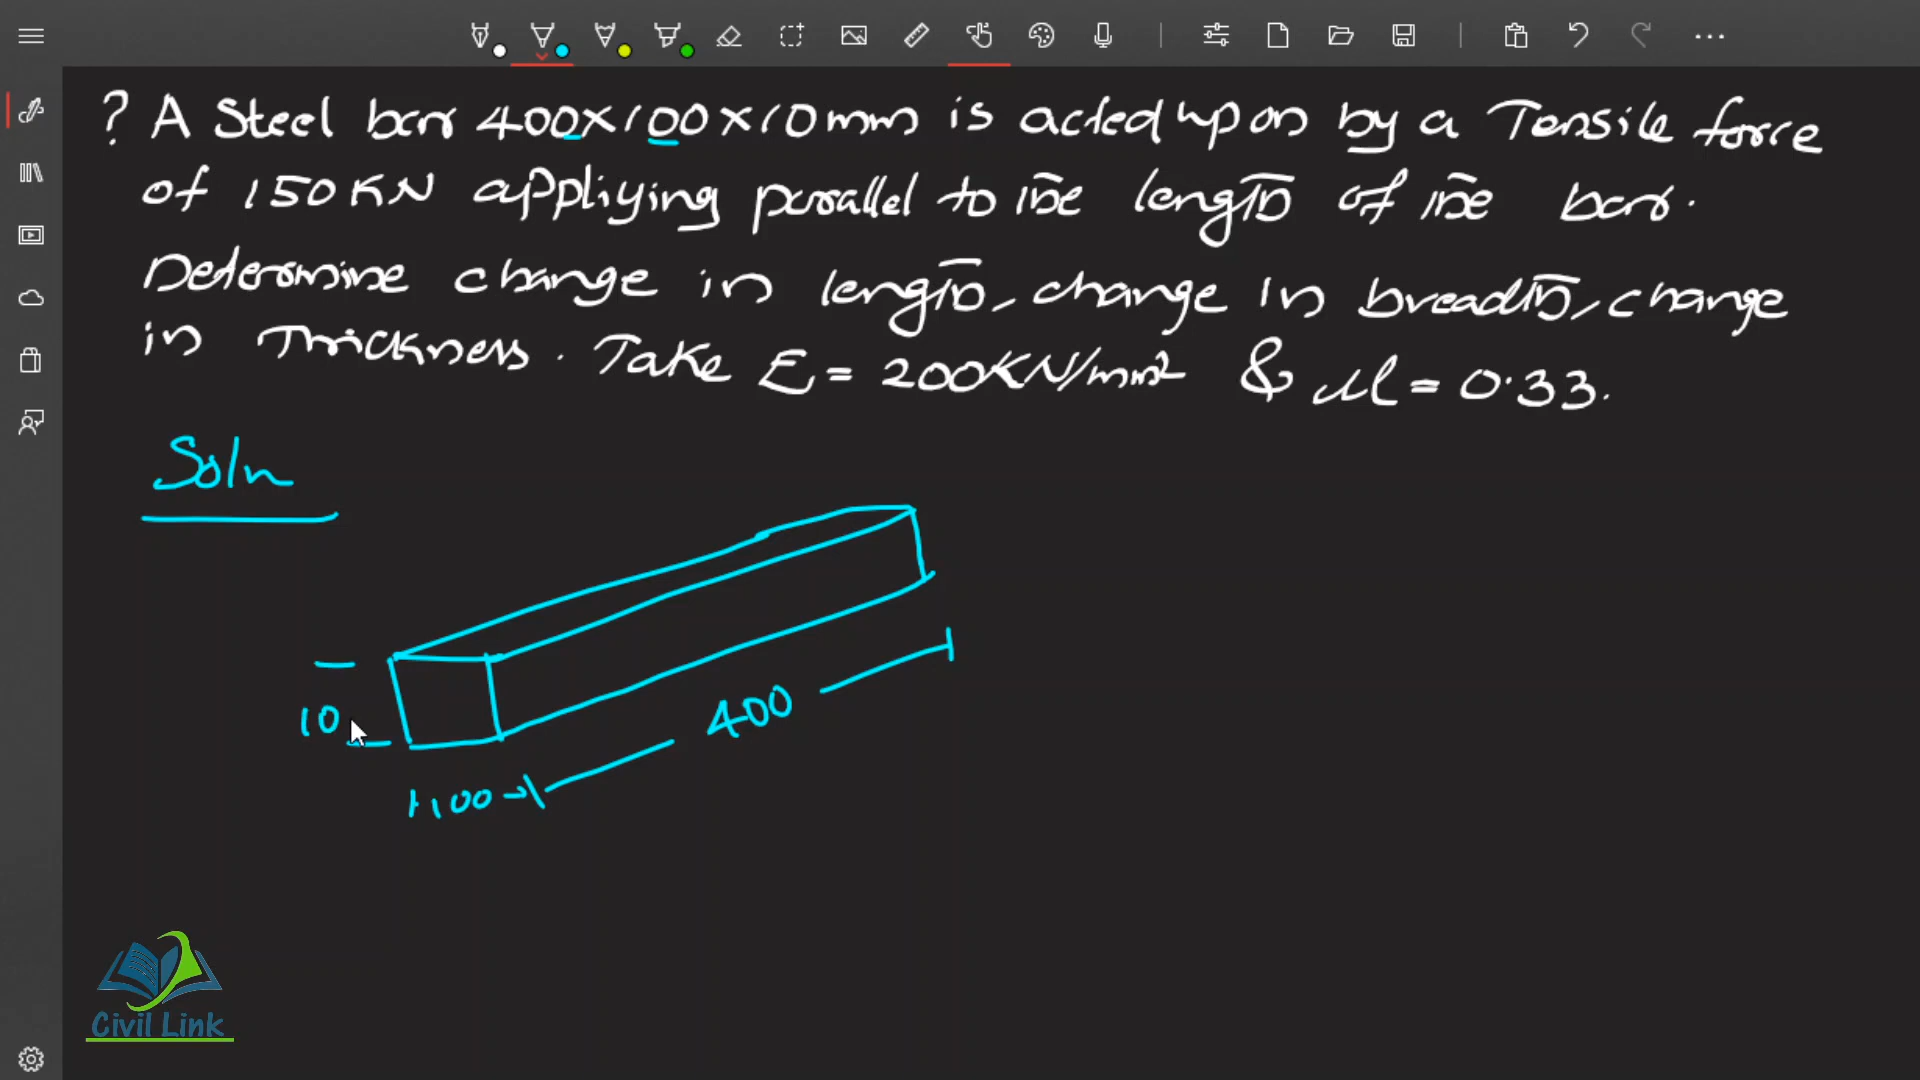 ? A Steel bar 400×100×10mm is acted upon by a Tensile force
of 150KN appliying parallel to the length of the bar.
Determine change in length, change in breadth, change
in Thickness. Take E = 200KN/mm² & μ = 0.33.
Soln
400
10
100
Civil Link